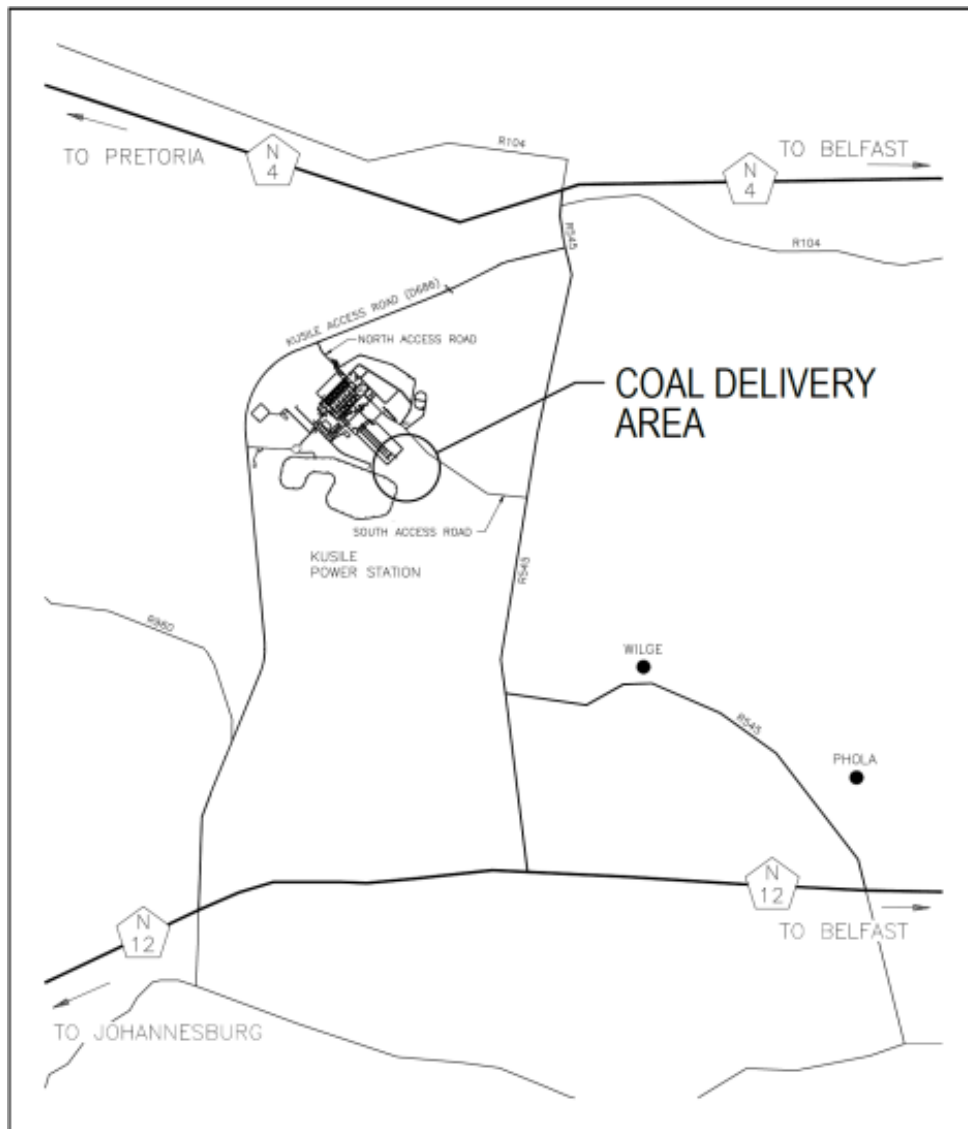 R104
TO PRETORIA
N
4
TO BELFAST
N
4
R545
R104
KUSILE ACCESS ROAD (D686)
NORTH ACCESS ROAD
COAL DELIVERY
AREA
SOUTH ACCESS ROAD
KUSILE
POWER STATION
R545
R960
WILGE
R545
PHOLA
N
12
TO BELFAST
N
12
TO JOHANNESBURG